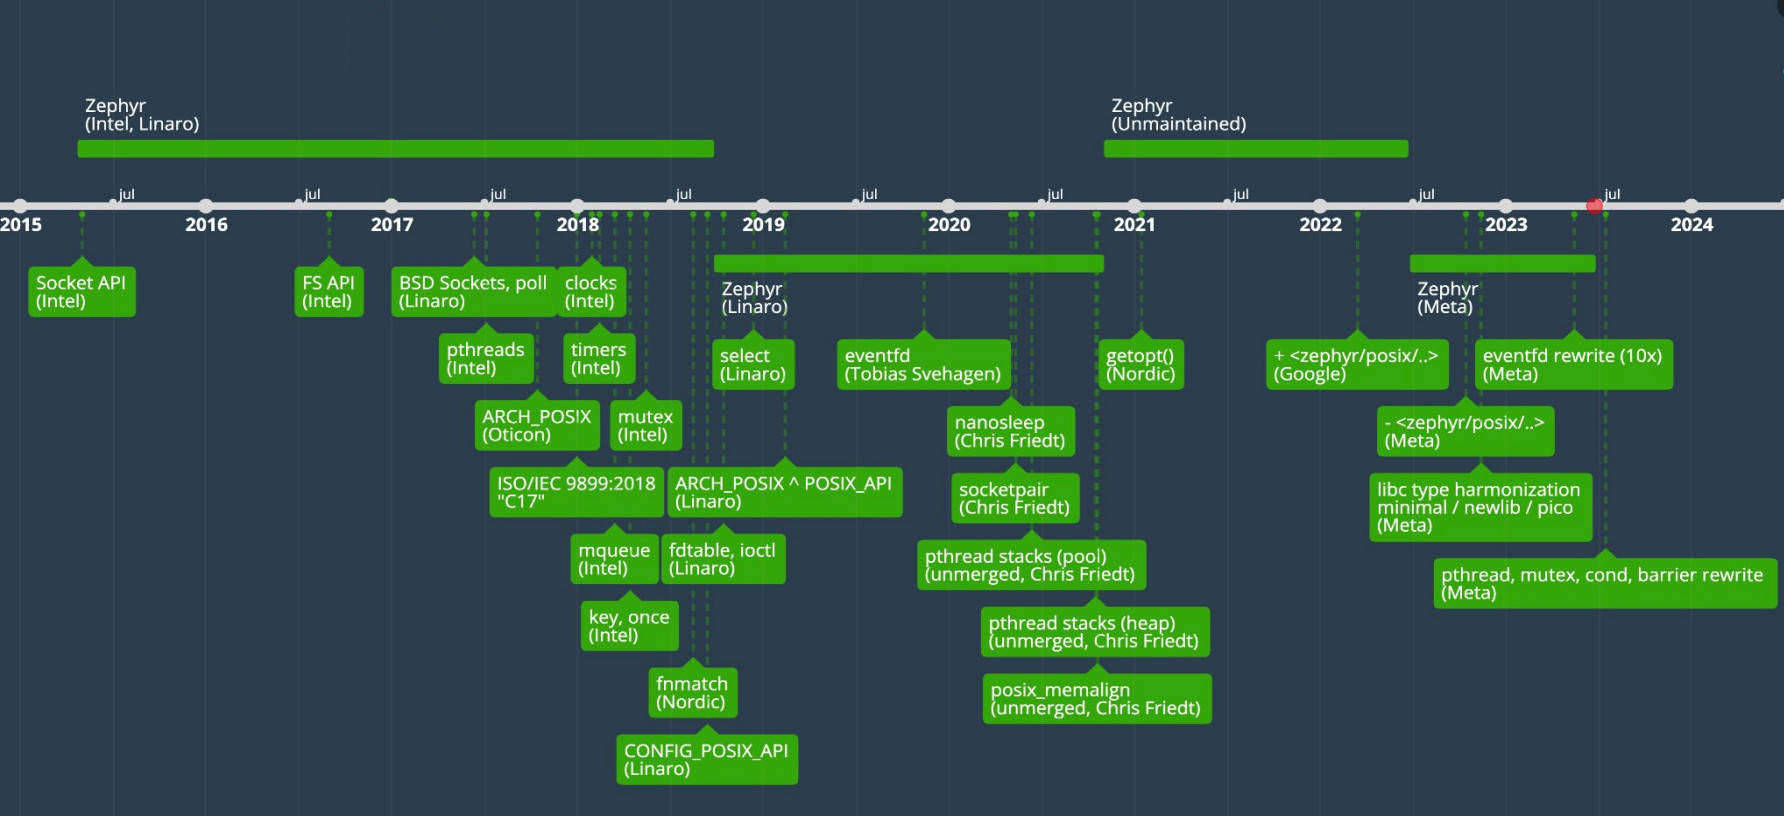 Zephyr
(Intel, Linaro)
Zephyr
(Unmaintained)
jul
jul
jul
jul
jul
jul
jul
jul
jul
2015
2016
2017
2018
2019
2020
2021
2022
2023
2024
Zephyr
(Linaro)
Zephyr
(Meta)
Socket API
(Intel)
FS API
(Intel)
BSD Sockets, poll
(Linaro)
clocks
(Intel)
pthreads
(Intel)
timers
(Intel)
select
(Linaro)
eventfd
(Tobias Svehagen)
getopt()
(Nordic)
+ <zephyr/posix/..>
(Google)
eventfd rewrite (10x)
(Meta)
ARCH_POSIX
(Oticon)
mutex
(Intel)
nanosleep
(Chris Friedt)
- <zephyr/posix/..>
(Meta)
ISO/IEC 9899:2018
"C17"
ARCH_POSIX ^ POSIX_API
(Linaro)
socketpair
(Chris Friedt)
libc type harmonization
minimal / newlib / pico
(Meta)
mqueue
(Intel)
fdtable, ioctl
(Linaro)
pthread stacks (pool)
(unmerged, Chris Friedt)
pthread, mutex, cond, barrier rewrite
(Meta)
key, once
(Intel)
pthread stacks (heap)
(unmerged, Chris Friedt)
fnmatch
(Nordic)
posix_memalign
(unmerged, Chris Friedt)
CONFIG_POSIX_API
(Linaro)